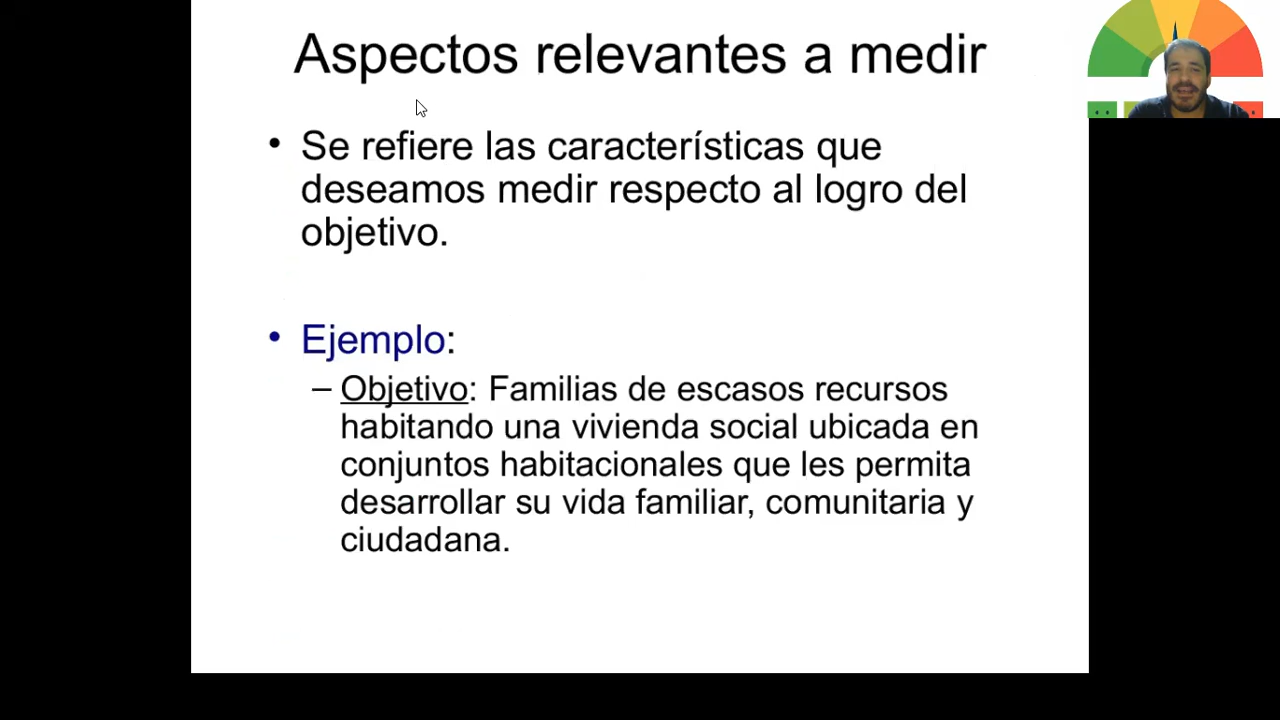 Aspectos relevantes a medir
• Se refiere las características que
deseamos medir respecto al logro del
objetivo.
• Ejemplo:
– Objetivo: Familias de escasos recursos
habitando una vivienda social ubicada en
conjuntos habitacionales que les permita
desarrollar su vida familiar, comunitaria y
ciudadana.